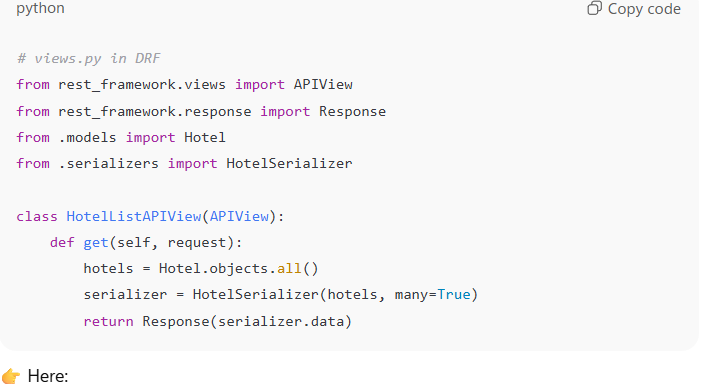 python
Copy code
# views.py in DRF
from rest_framework.views import APIView
from rest_framework.response import Response
from .models import Hotel
from .serializers import HotelSerializer
class HotelListAPIView(APIView):
    def get(self, request):
        hotels = Hotel.objects.all()
        serializer = HotelSerializer(hotels, many=True)
        return Response(serializer.data)
👉 Here: